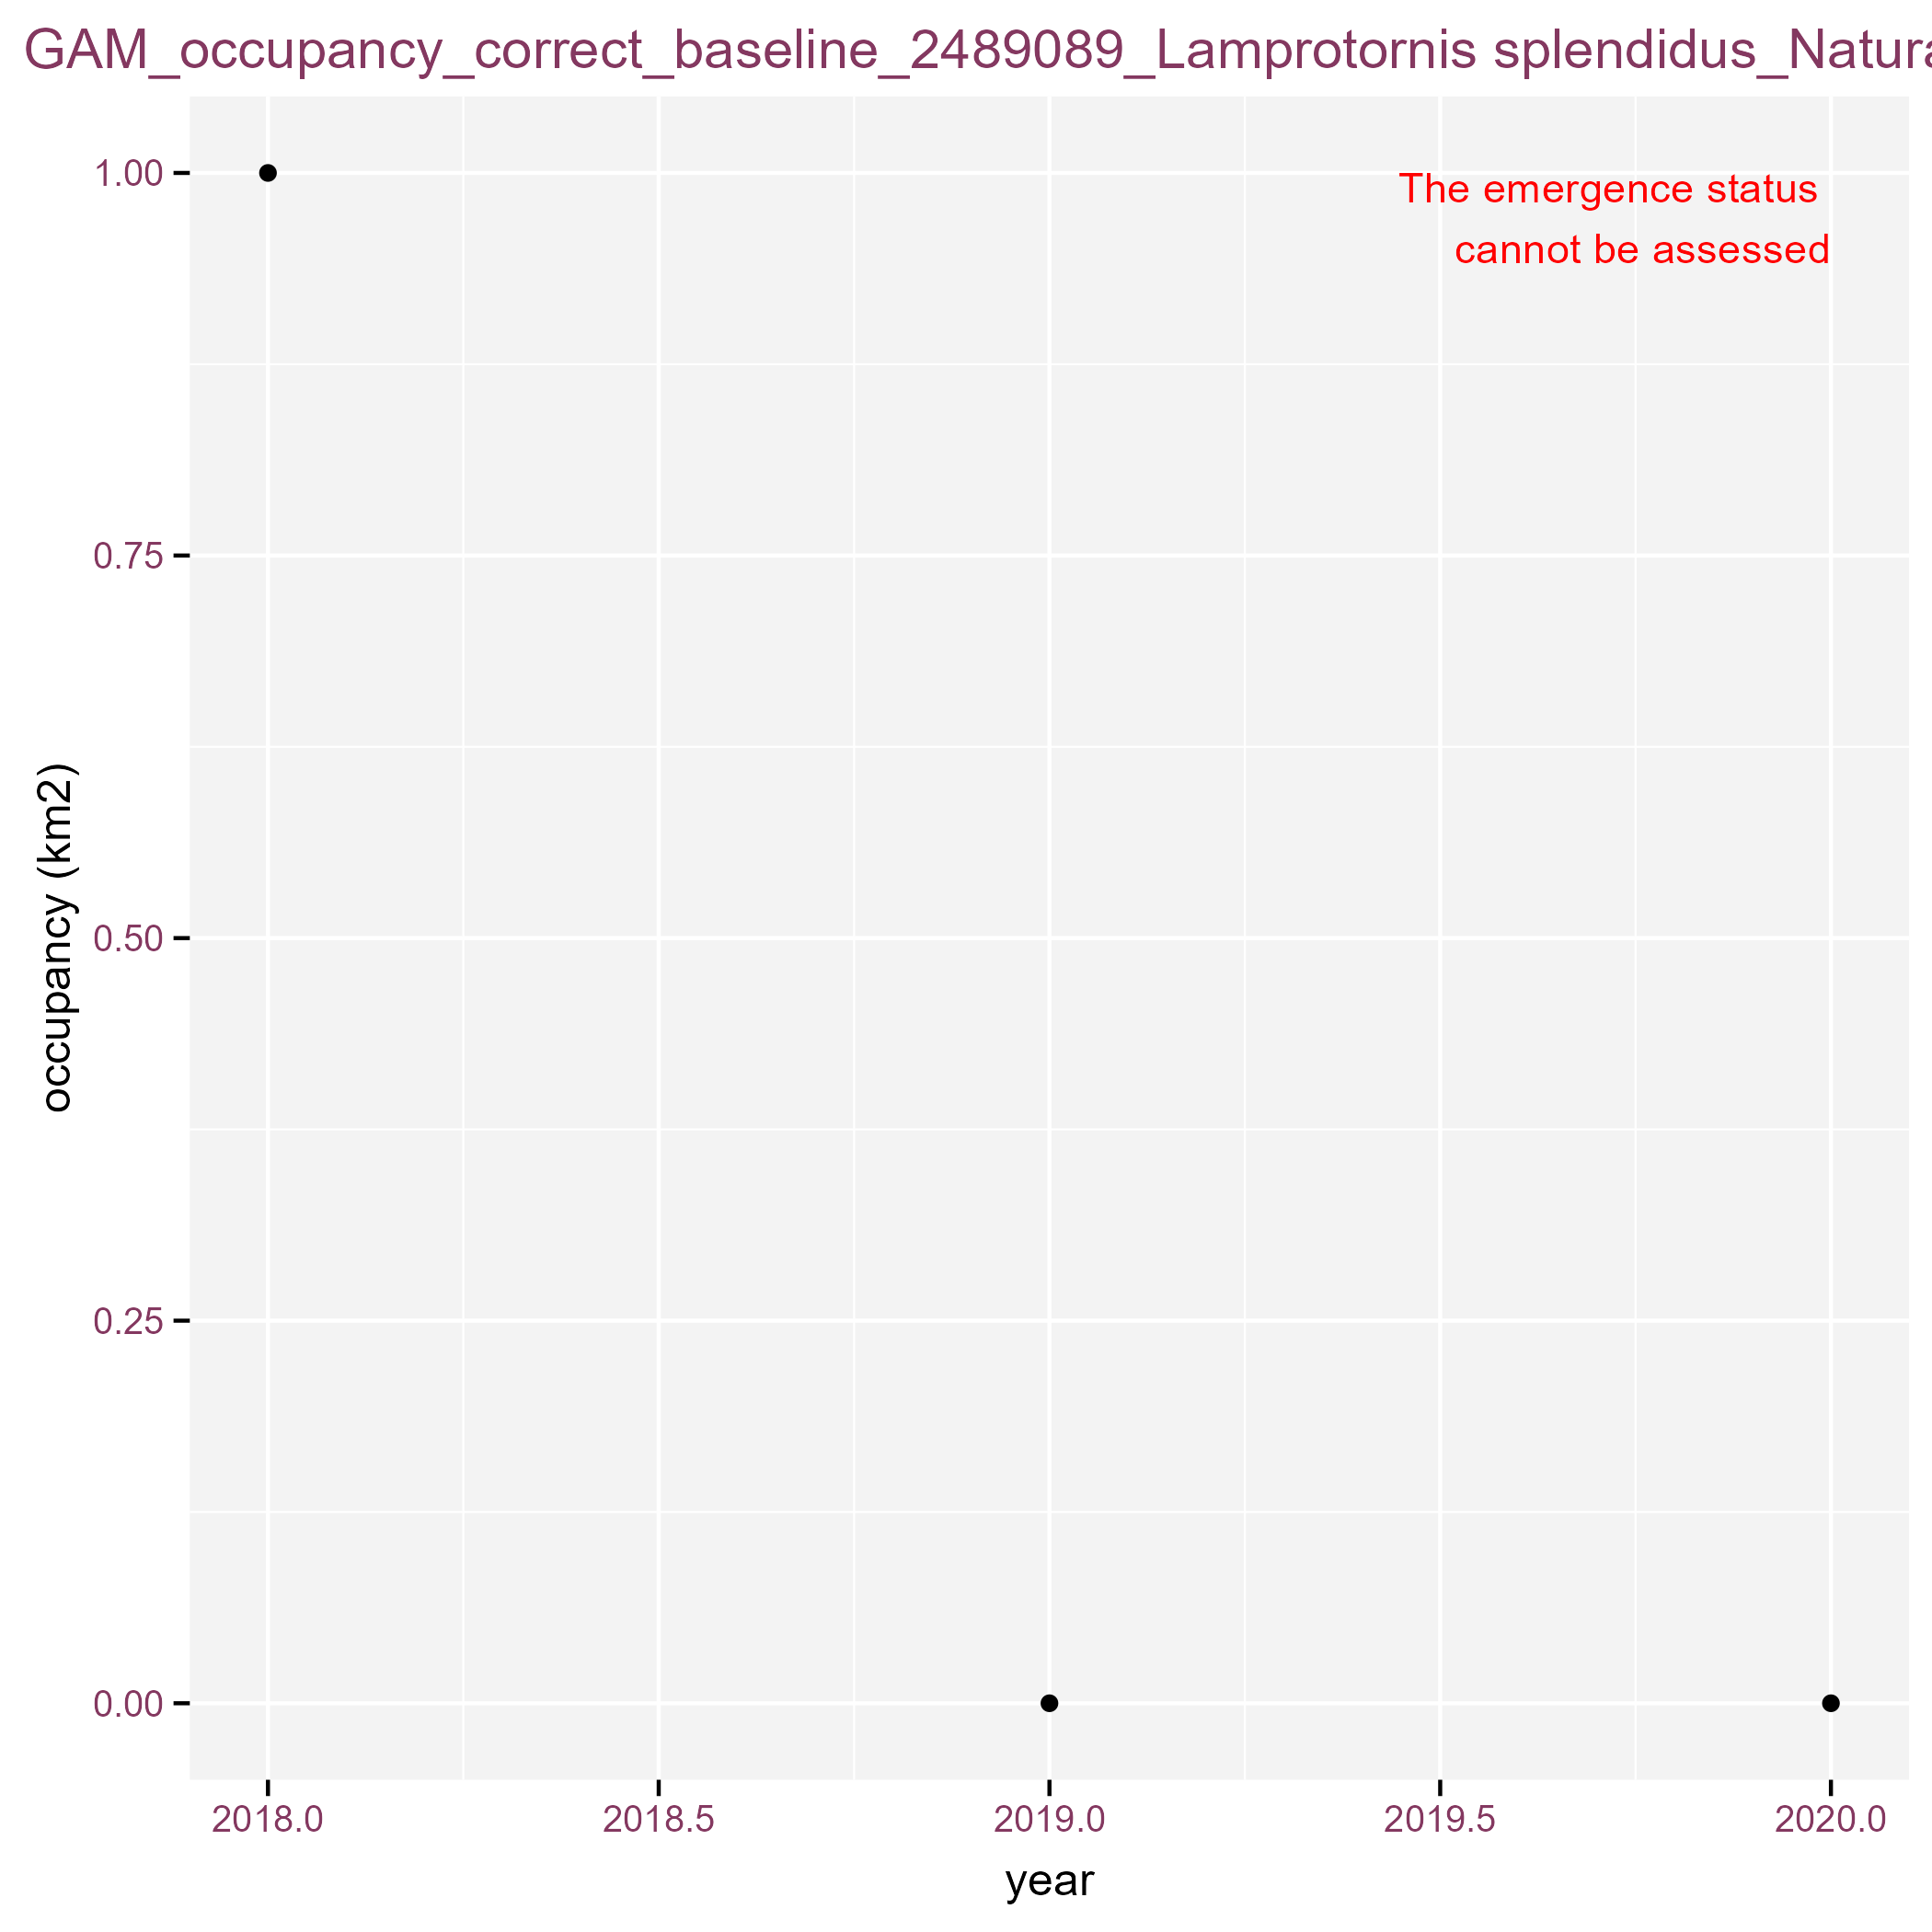 GAM_occupancy_correct_baseline_2489089_Lamprotornis splendidus_Natura
The emergence status
cannot be assessed
1.00
0.75
0.50
0.25
0.00
occupancy (km2)
2018.0 2018.5 2019.0 2019.5 2020.0
year